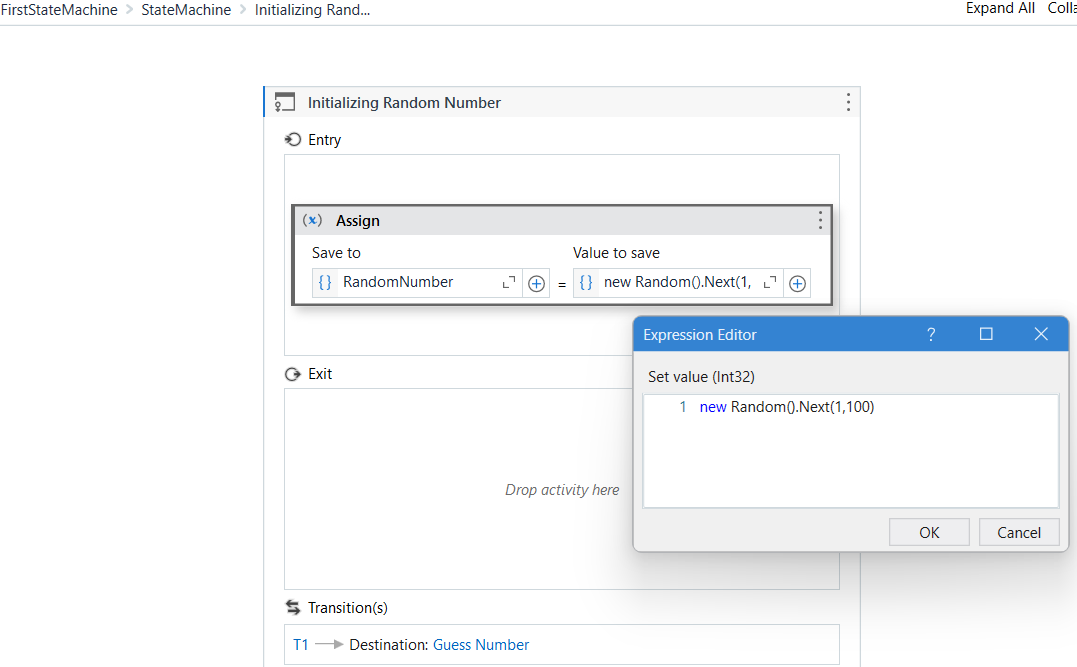 FirstStateMachine > StateMachine > Initializing Rand...
Expand All Colla
Initializing Random Number
Entry
(x) Assign
Save to
Value to save
{} RandomNumber
= {} new Random().Next(1,
Expression Editor ?
Set value (Int32)
1 new Random().Next(1,100)
OK Cancel
Exit
Drop activity here
Transition(s)
T1 Destination: Guess Number